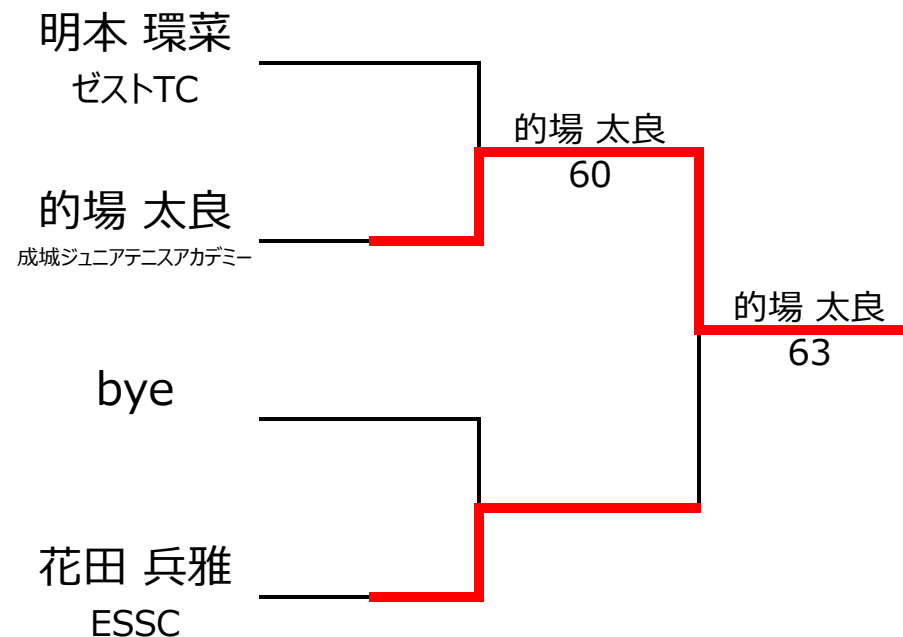 明本 環菜
ゼストTC
的場 太良
60
的場 太良
成城ジュニアテニスアカデミー
的場 太良
63
bye
花田 兵雅
ESSC